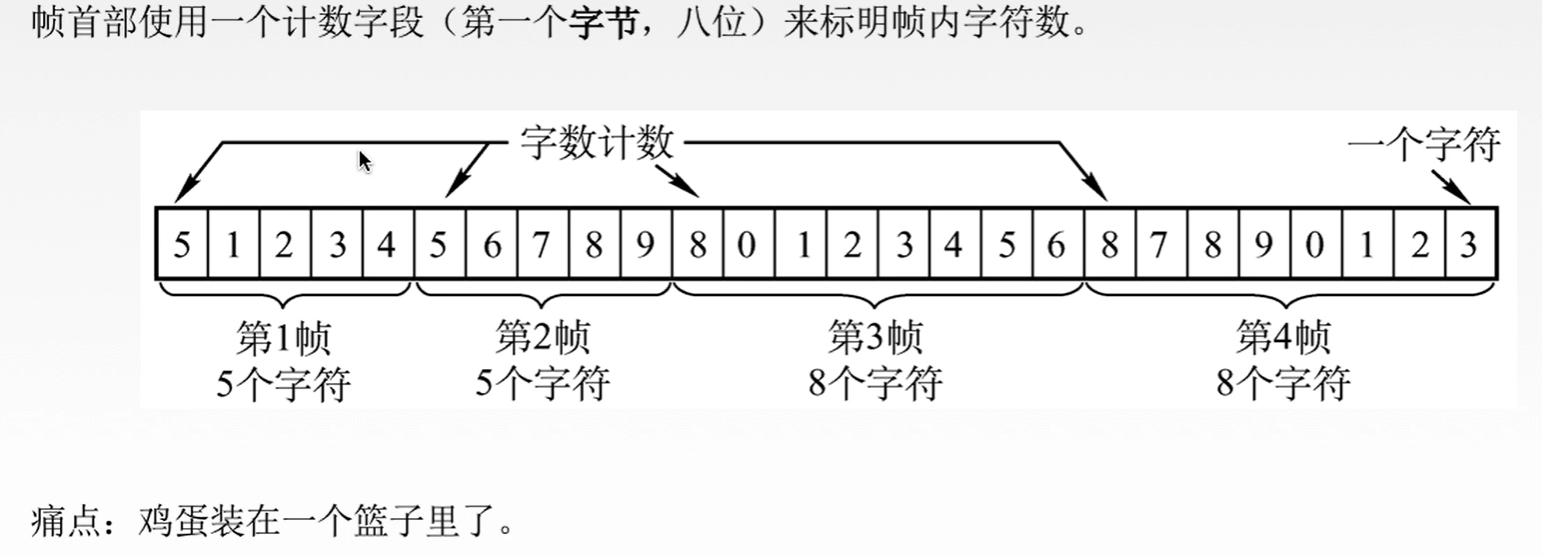 帧首部使用一个计数字段（第一个字节，八位）来标明帧内字符数。
字数计数 一个字符
5 1 2 3 4 5 6 7 8 9 8 0 1 2 3 4 5 6 8 7 8 9 0 1 2 3
第1帧 第2帧 第3帧 第4帧
5个字符 5个字符 8个字符 8个字符
痛点：鸡蛋装在一个篮子里了。